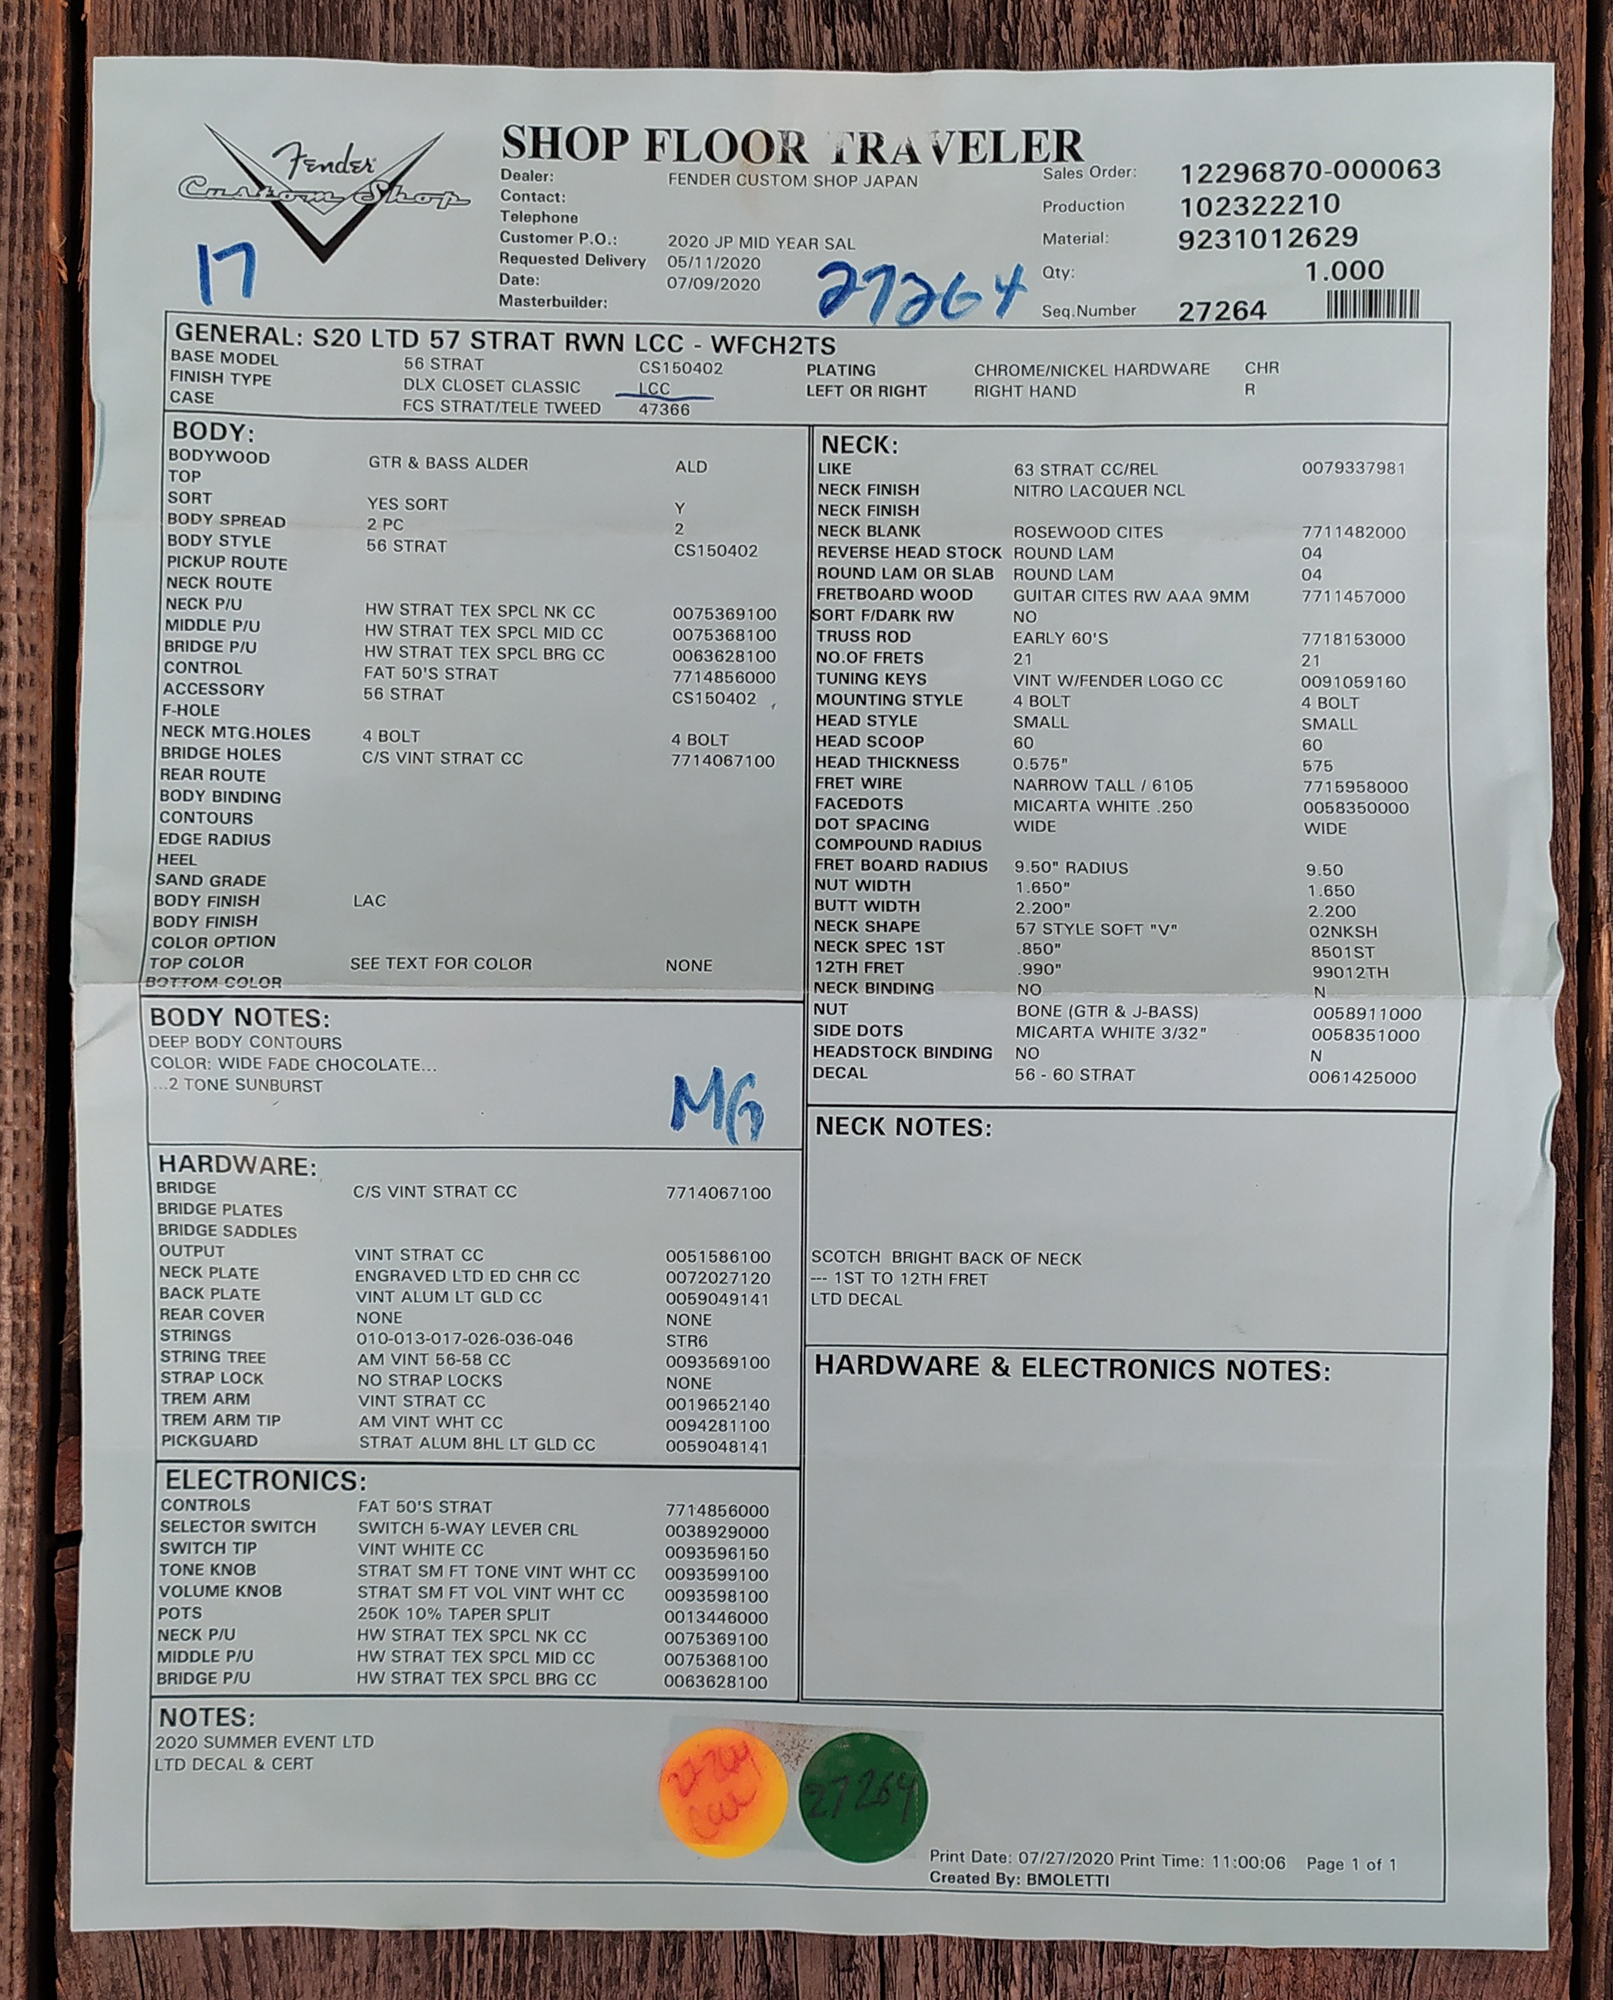 Fender
Custom Shop
SHOP FLOOR TRAVELER
Dealer: FENDER CUSTOM SHOP JAPAN
Contact:
Telephone
Customer P.O.: 2020 JP MID YEAR SAL
Requested Delivery 05/11/2020
Date: 07/09/2020
Masterbuilder:
Sales Order: 12296870-000063
Production 102322210
Material: 9231012629
Qty: 1.000
Seq.Number 27264
17
27264
GENERAL: S20 LTD 57 STRAT RWN LCC - WFCH2TS
BASE MODEL 56 STRAT CS150402 PLATING CHROME/NICKEL HARDWARE CHR
FINISH TYPE DLX CLOSET CLASSIC LCC LEFT OR RIGHT RIGHT HAND R
CASE FCS STRAT/TELE TWEED 47366
BODY:
BODYWOOD GTR & BASS ALDER ALD
TOP
SORT YES SORT Y
BODY SPREAD 2 PC 2
BODY STYLE 56 STRAT CS150402
PICKUP ROUTE
NECK ROUTE
NECK P/U HW STRAT TEX SPCL NK CC 0075369100
MIDDLE P/U HW STRAT TEX SPCL MID CC 0075368100
BRIDGE P/U HW STRAT TEX SPCL BRG CC 0063628100
CONTROL FAT 50'S STRAT 7714856000
ACCESSORY 56 STRAT CS150402
F-HOLE
NECK MTG.HOLES 4 BOLT 4 BOLT
BRIDGE HOLES C/S VINT STRAT CC 7714067100
REAR ROUTE
BODY BINDING
CONTOURS
EDGE RADIUS
HEEL
SAND GRADE
BODY FINISH LAC
BODY FINISH
COLOR OPTION
TOP COLOR SEE TEXT FOR COLOR NONE
BOTTOM COLOR
BODY NOTES:
DEEP BODY CONTOURS
COLOR: WIDE FADE CHOCOLATE...
...2 TONE SUNBURST
MG
HARDWARE:
BRIDGE C/S VINT STRAT CC 7714067100
BRIDGE PLATES
BRIDGE SADDLES
OUTPUT VINT STRAT CC 0051586100
NECK PLATE ENGRAVED LTD ED CHR CC 0072027120
BACK PLATE VINT ALUM LT GLD CC 0059049141
REAR COVER NONE NONE
STRINGS 010-013-017-026-036-046 STR6
STRING TREE AM VINT 56-58 CC 0093569100
STRAP LOCK NO STRAP LOCKS NONE
TREM ARM VINT STRAT CC 0019652140
TREM ARM TIP AM VINT WHT CC 0094281100
PICKGUARD STRAT ALUM 8HL LT GLD CC 0059048141
ELECTRONICS:
CONTROLS FAT 50'S STRAT 7714856000
SELECTOR SWITCH SWITCH 5-WAY LEVER CRL 0038929000
SWITCH TIP VINT WHITE CC 0093596150
TONE KNOB STRAT SM FT TONE VINT WHT CC 0093599100
VOLUME KNOB STRAT SM FT VOL VINT WHT CC 0093598100
POTS 250K 10% TAPER SPLIT 0013446000
NECK P/U HW STRAT TEX SPCL NK CC 0075369100
MIDDLE P/U HW STRAT TEX SPCL MID CC 0075368100
BRIDGE P/U HW STRAT TEX SPCL BRG CC 0063628100
NECK:
LIKE 63 STRAT CC/REL 0079337981
NECK FINISH NITRO LACQUER NCL
NECK FINISH
NECK BLANK ROSEWOOD CITES 7711482000
REVERSE HEAD STOCK ROUND LAM 04
ROUND LAM OR SLAB ROUND LAM 04
FRETBOARD WOOD GUITAR CITES RW AAA 9MM 7711457000
SORT F/DARK RW NO
TRUSS ROD EARLY 60'S 7718153000
NO.OF FRETS 21 21
TUNING KEYS VINT W/FENDER LOGO CC 0091059160
MOUNTING STYLE 4 BOLT 4 BOLT
HEAD STYLE SMALL SMALL
HEAD SCOOP 60 60
HEAD THICKNESS 0.575" 575
FRET WIRE NARROW TALL / 6105 7715958000
FACEDOTS MICARTA WHITE .250 0058350000
DOT SPACING WIDE WIDE
COMPOUND RADIUS
FRET BOARD RADIUS 9.50" RADIUS 9.50
NUT WIDTH 1.650" 1.650
BUTT WIDTH 2.200" 2.200
NECK SHAPE 57 STYLE SOFT "V" 02NKSH
NECK SPEC 1ST .850" 8501ST
12TH FRET .990" 99012TH
NECK BINDING NO N
NUT BONE (GTR & J-BASS) 0058911000
SIDE DOTS MICARTA WHITE 3/32" 0058351000
HEADSTOCK BINDING NO N
DECAL 56 - 60 STRAT 0061425000
NECK NOTES:
SCOTCH BRIGHT BACK OF NECK
--- 1ST TO 12TH FRET
LTD DECAL
HARDWARE & ELECTRONICS NOTES:
NOTES:
2020 SUMMER EVENT LTD
LTD DECAL & CERT
27264
27264
Print Date: 07/27/2020 Print Time: 11:00:06 Page 1 of 1
Created By: BMOLETTI